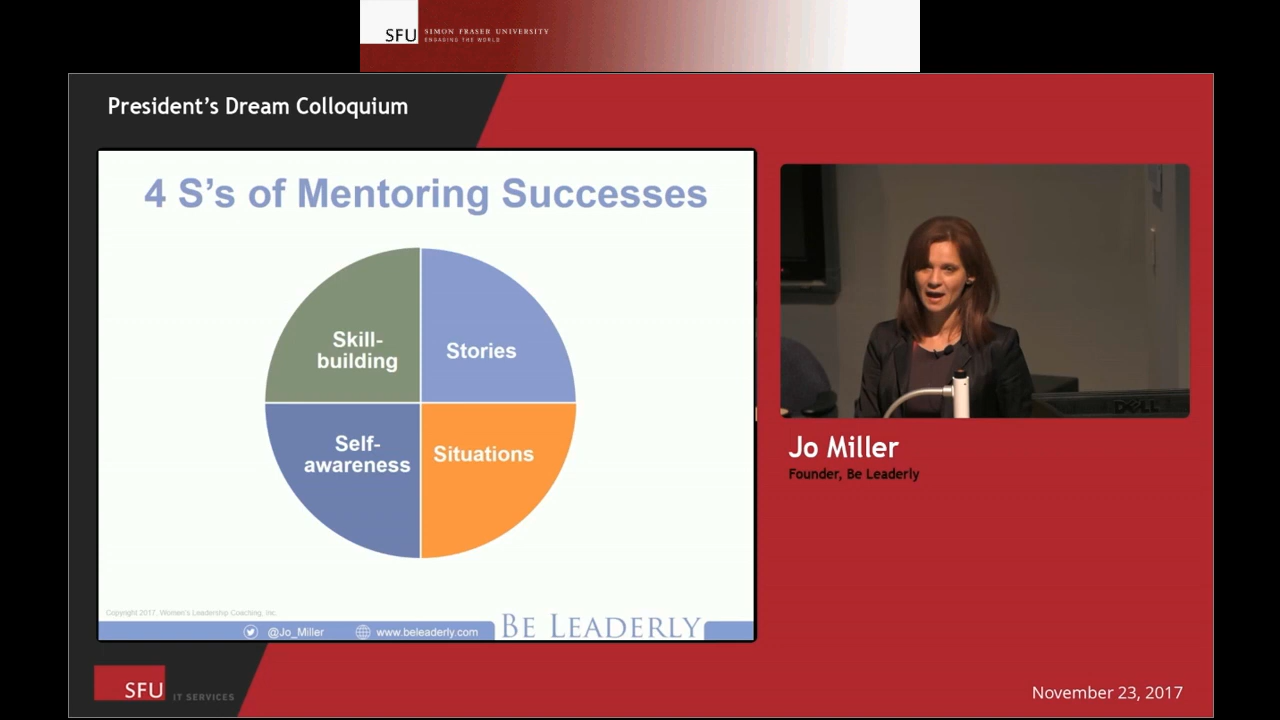 SFU SIMON FRASER UNIVERSITY
ENGAGING THE WORLD
President's Dream Colloquium
4 S's of Mentoring Successes
Skill-
building
Stories
Self-
awareness
Situations
Copyright 2017. Women's Leadership Coaching, Inc.
@Jo_Miller
www.beleaderly.com
BE LEADERLY
DELL
Jo Miller
Founder, Be Leaderly
SFU IT SERVICES
November 23, 2017